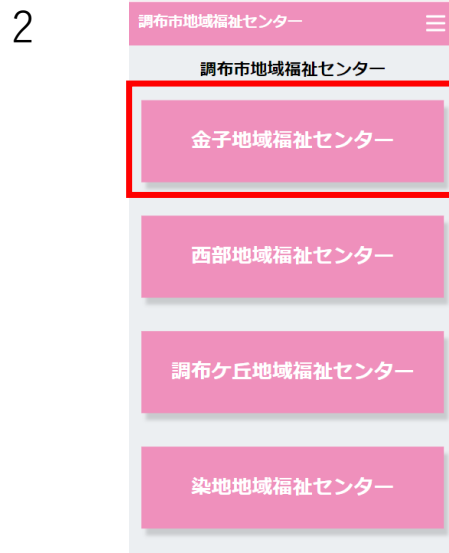 2
調布市地域福祉センター
調布市地域福祉センター
金子地域福祉センター
西部地域福祉センター
調布ケ丘地域福祉センター
染地地域福祉センター